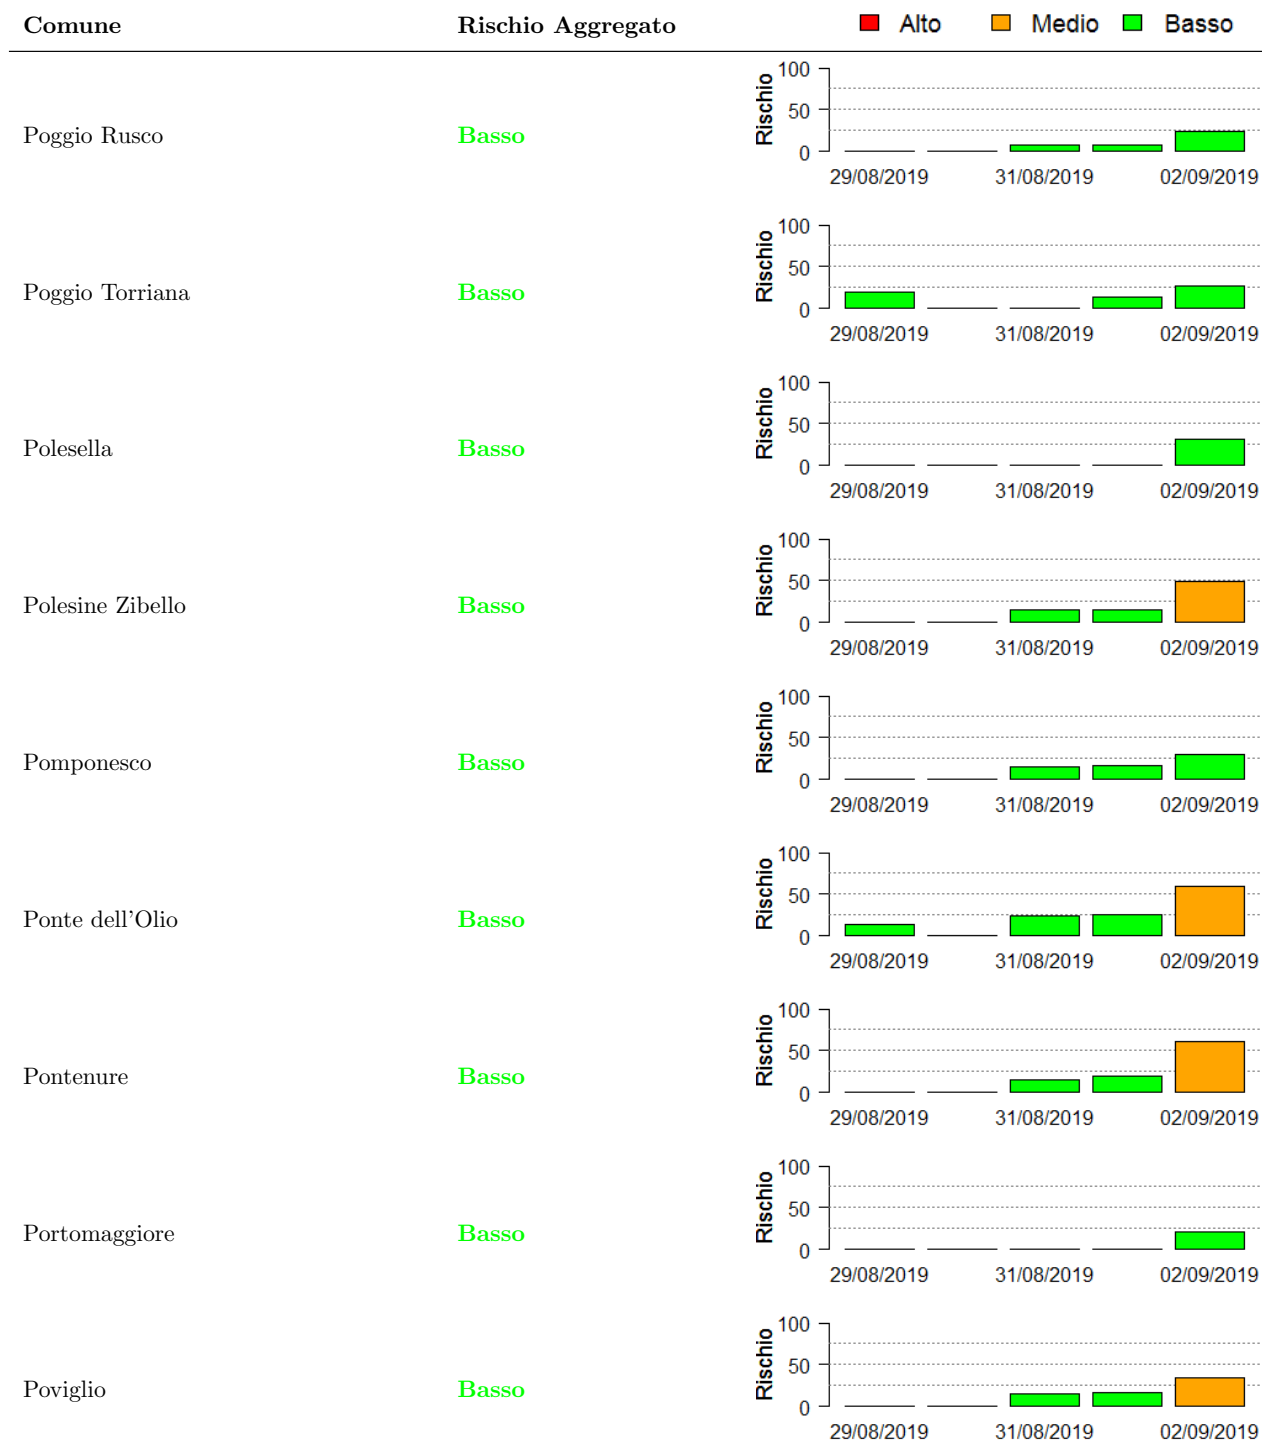 Comune Rischio Aggregato Alto Medio Basso
Poggio Rusco Basso Rischio 100 50 0
29/08/2019 31/08/2019 02/09/2019
Poggio Torriana Basso Rischio 100 50 0
29/08/2019 31/08/2019 02/09/2019
Polesella Basso Rischio 100 50 0
29/08/2019 31/08/2019 02/09/2019
Polesine Zibello Basso Rischio 100 50 0
29/08/2019 31/08/2019 02/09/2019
Pomponesco Basso Rischio 100 50 0
29/08/2019 31/08/2019 02/09/2019
Ponte dell'Olio Basso Rischio 100 50 0
29/08/2019 31/08/2019 02/09/2019
Pontenure Basso Rischio 100 50 0
29/08/2019 31/08/2019 02/09/2019
Portomaggiore Basso Rischio 100 50 0
29/08/2019 31/08/2019 02/09/2019
Poviglio Basso Rischio 100 50 0
29/08/2019 31/08/2019 02/09/2019